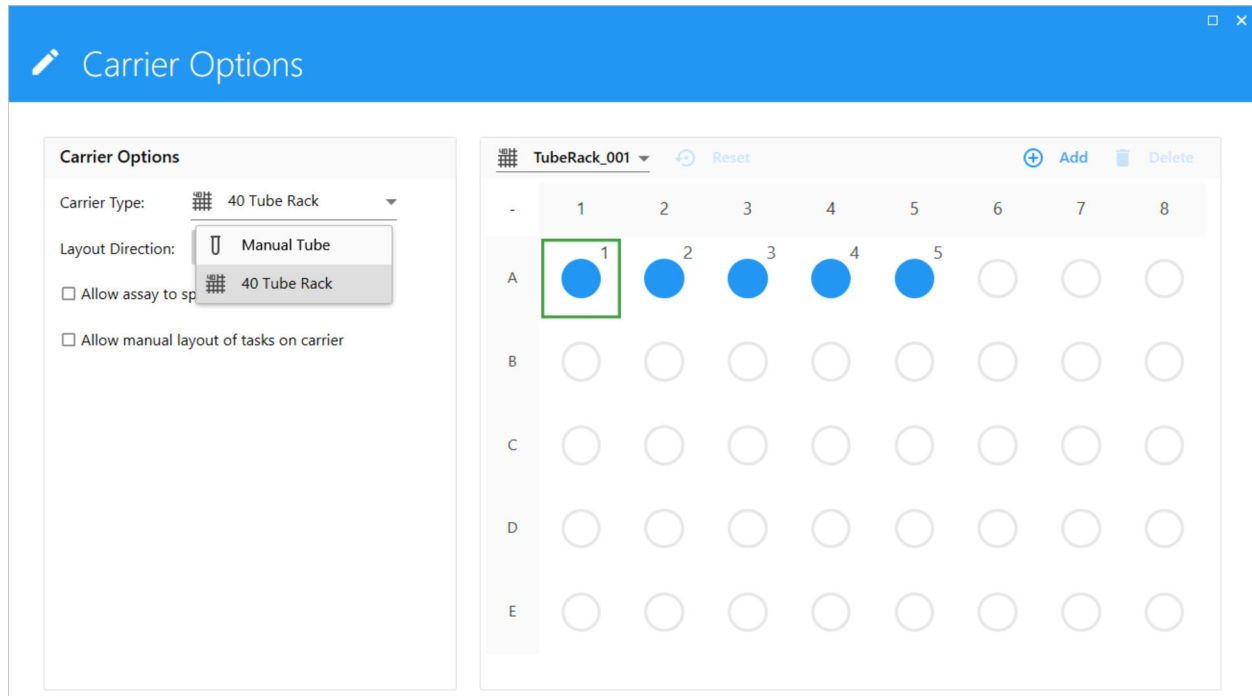 Carrier Options
Carrier Options
Carrier Type: 40 Tube Rack
Layout Direction:
Manual Tube
40 Tube Rack
Allow assay to sp
Allow manual layout of tasks on carrier
TubeRack_001 Reset Add Delete
- 1 2 3 4 5 6 7 8
1 2 3 4 5
A
B
C
D
E